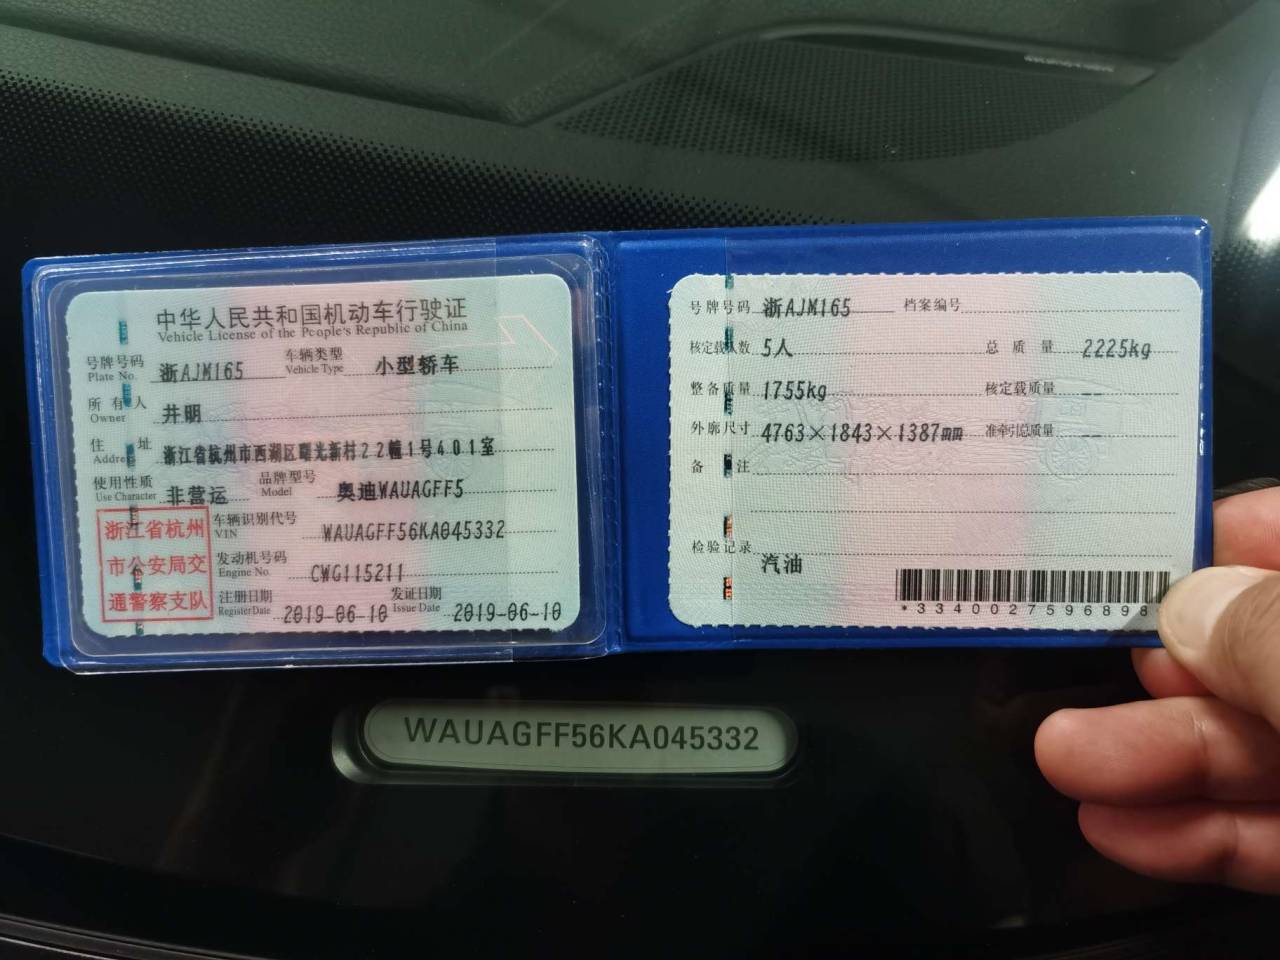 中华人民共和国机动车行驶证
Vehicle License of the People's Republic of China
号牌号码 浙AJM165 车辆类型 小型轿车
Plate No. Vehicle Type
所有人 井明
Owner
住址 浙江省杭州市西湖区曙光新村22幢1号401室
Address
使用性质 非营运 品牌型号 奥迪WAUAGFF5
Use Character Model
浙江省杭州
市公安局交
通警察支队
车辆识别代号 WAUAGFF56KA045332
VIN
发动机号码 CWG115211
Engine No.
注册日期 2019-06-10 发证日期 2019-06-10
Register Date Issue Date
号牌号码 浙AJM165 档案编号
核定载人数 5人 总质量 2225kg
整备质量 1755kg 核定载质量 --
外廓尺寸 4763×1843×1387mm 准牵引总质量 --
备注
检验记录 汽油
*3340027596898
WAUAGFF56KA045332